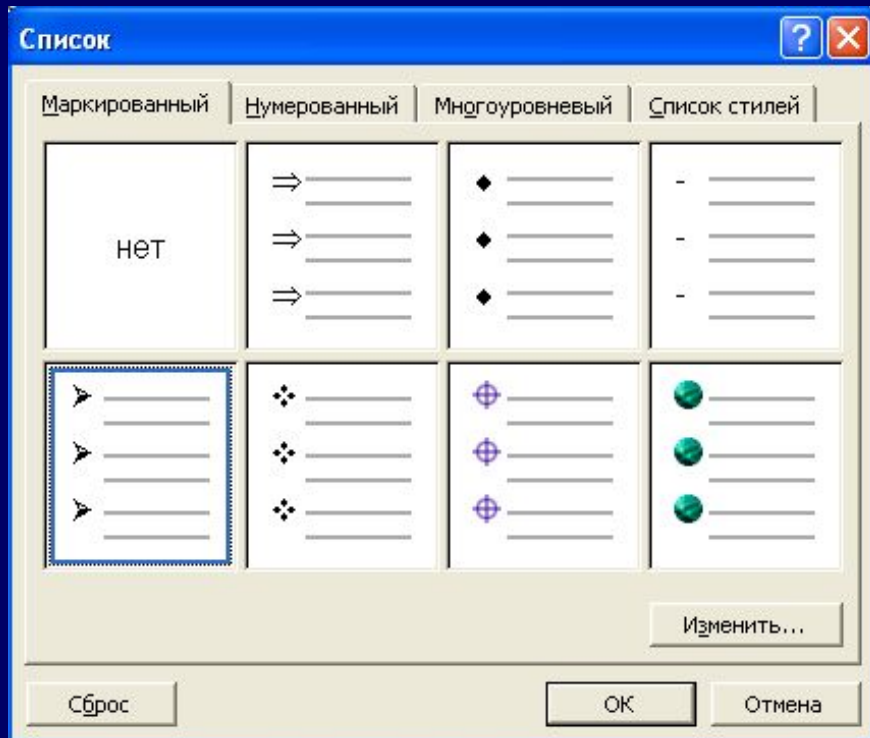 Список
Маркированный Нумерованный Многоуровневый Список стилей
нет
Изменить...
Сброс ОК Отмена